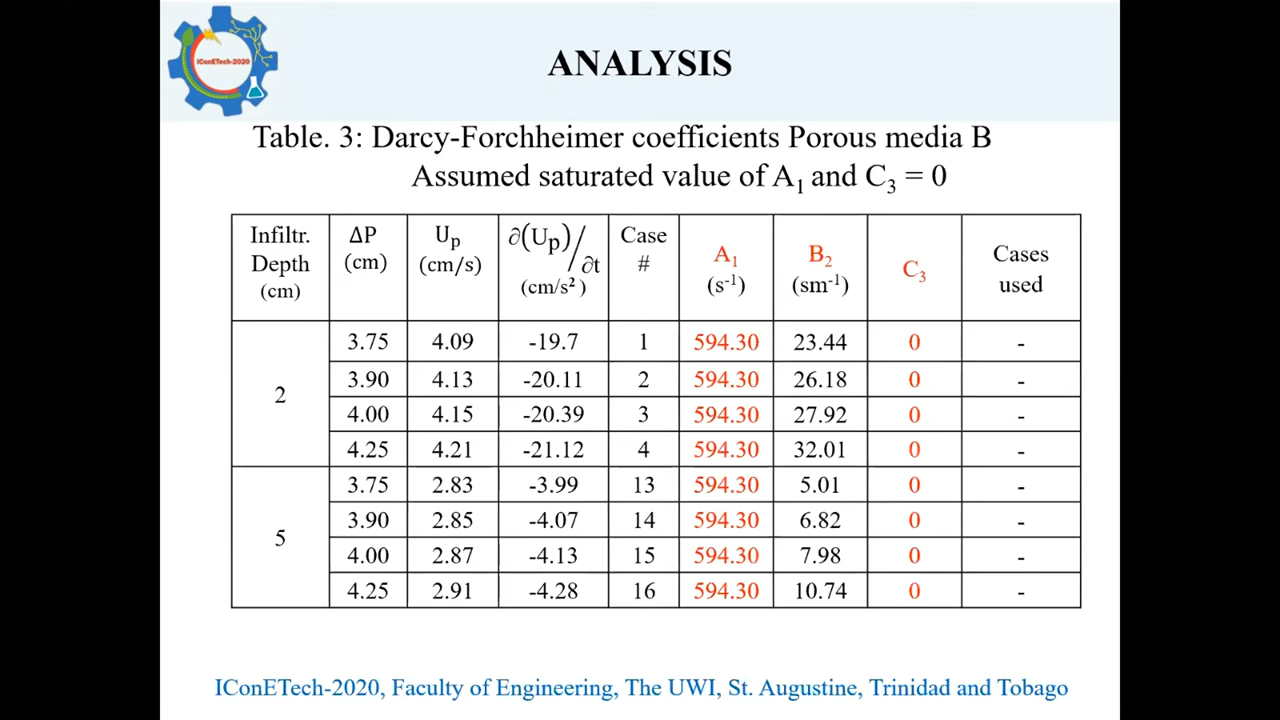 IConETech-2020
ANALYSIS
Table. 3: Darcy-Forchheimer coefficients Porous media B
Assumed saturated value of A₁ and C₃ = 0
Infiltr. Depth (cm) ΔP (cm) Uₚ (cm/s) ∂(Uₚ)/∂t (cm/s²) Case # A₁ (s⁻¹) B₂ (sm⁻¹) C₃ Cases used
2 3.75 4.09 -19.7 1 594.30 23.44 0 -
3.90 4.13 -20.11 2 594.30 26.18 0 -
4.00 4.15 -20.39 3 594.30 27.92 0 -
4.25 4.21 -21.12 4 594.30 32.01 0 -
5 3.75 2.83 -3.99 13 594.30 5.01 0 -
3.90 2.85 -4.07 14 594.30 6.82 0 -
4.00 2.87 -4.13 15 594.30 7.98 0 -
4.25 2.91 -4.28 16 594.30 10.74 0 -
IConETech-2020, Faculty of Engineering, The UWI, St. Augustine, Trinidad and Tobago